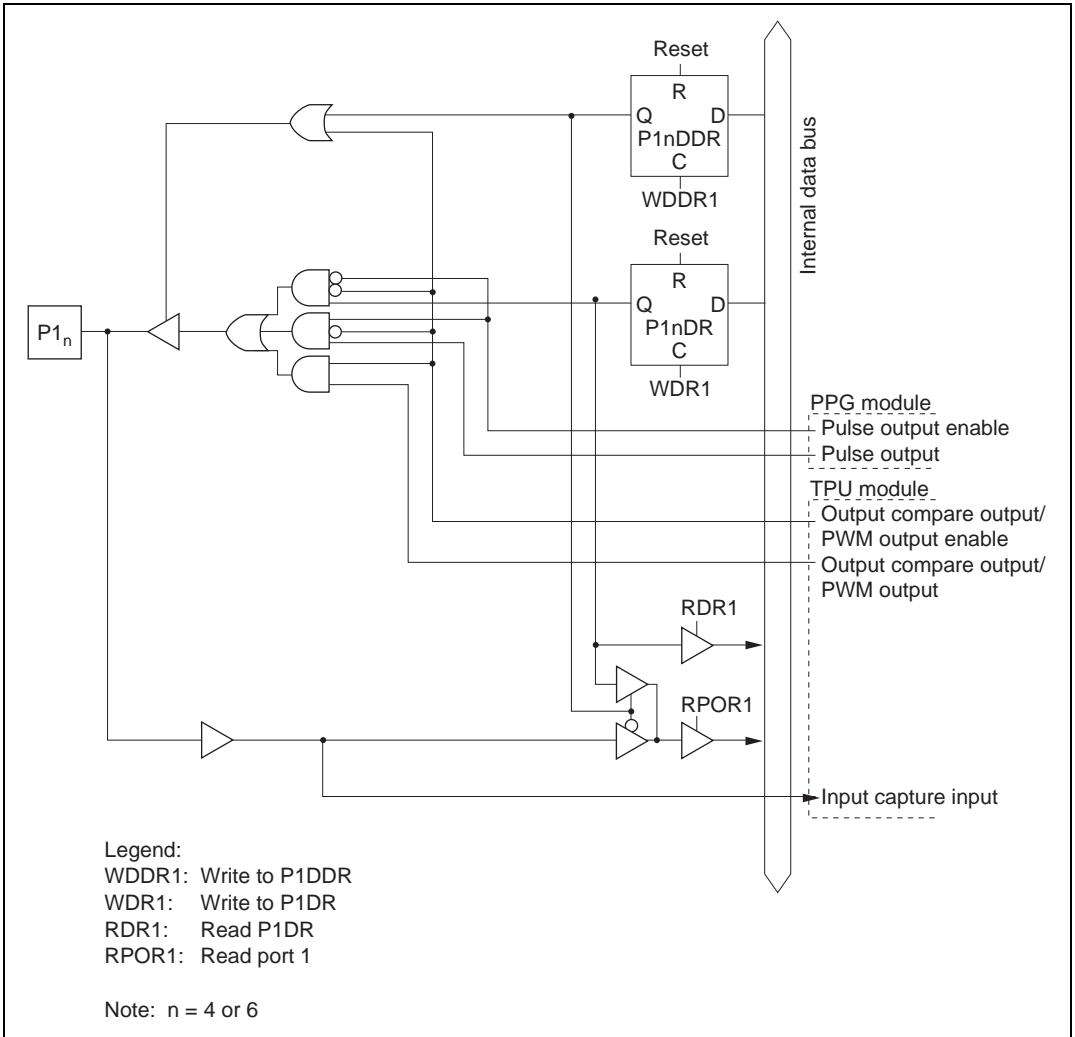 Reset
R
Q D
P1nDDR
C
WDDR1
Internal data bus
Reset
R
Q D
P1nDR
C
WDR1
P1n
PPG module
Pulse output enable
Pulse output
TPU module
Output compare output/
PWM output enable
Output compare output/
PWM output
RDR1
RPOR1
Input capture input
Legend:
WDDR1: Write to P1DDR
WDR1: Write to P1DR
RDR1: Read P1DR
RPOR1: Read port 1
Note: n = 4 or 6